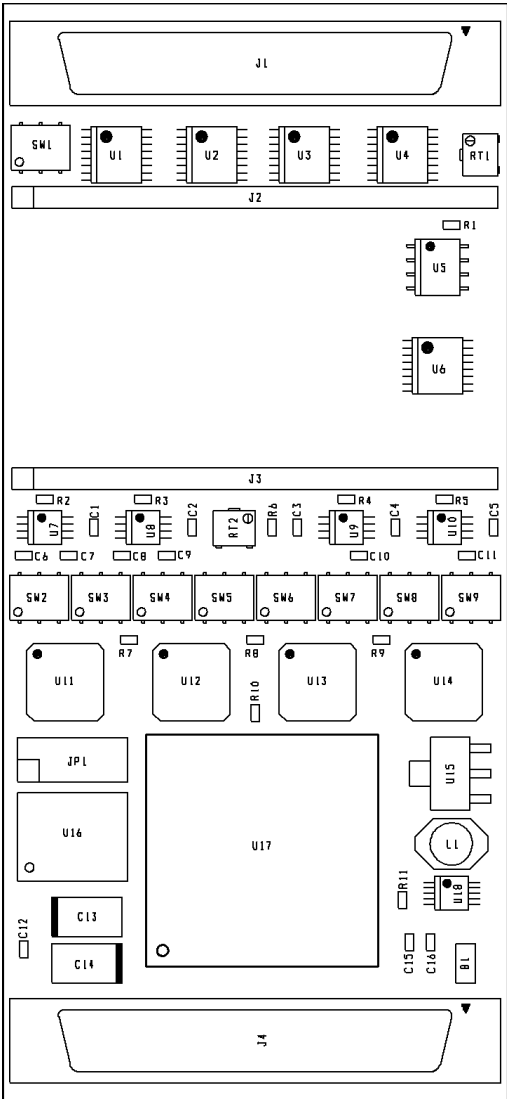 J1
SW1 U1 U2 U3 U4 RT1
J2
R1
U5
U6
J3
R2 R3 R4 R5
U7 C1 U8 C2 RT2 R6 C3 U9 C4 U10 C5
C6 C7 C8 C9 C10 C11
SW2 SW3 SW4 SW5 SW6 SW7 SW8 SW9
R7 R8 R9
U11 U12 U13 U14
R10
JP1 U15
U16 U17 L1
R11 U18
C12 C13
C14 C15 C16 B1
J4